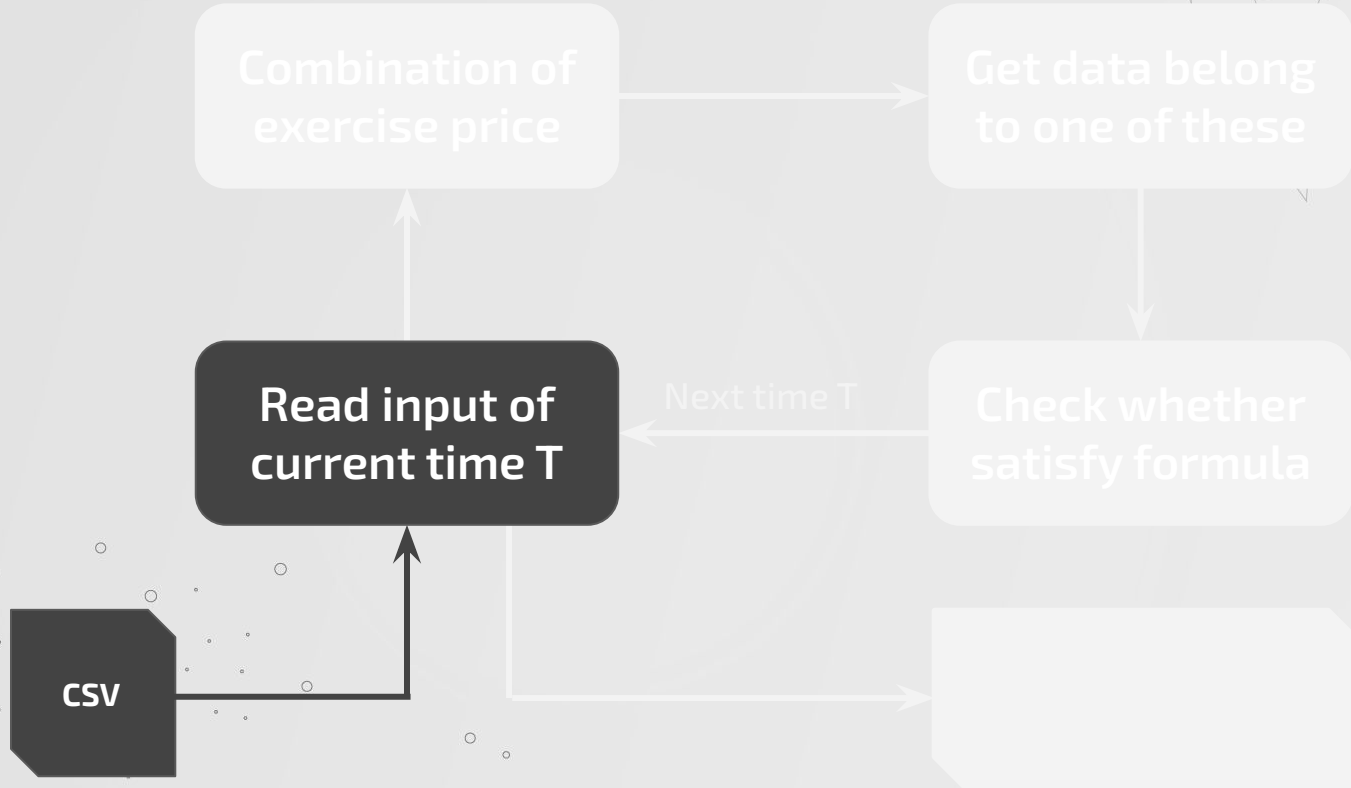 Combination of
exercise price
Get data belong
to one of these
Read input of
current time T
Next time T
Check whether
satisfy formula
CSV